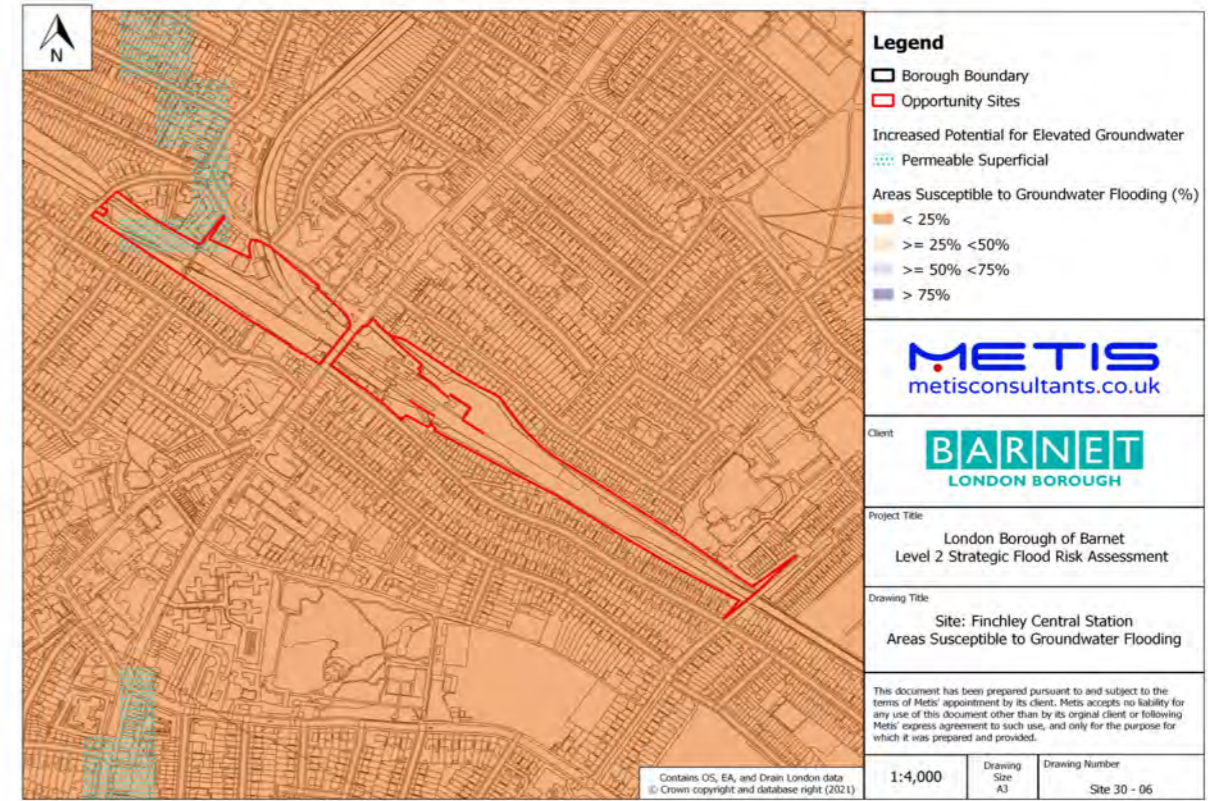 N
Legend
Borough Boundary
Opportunity Sites
Increased Potential for Elevated Groundwater
Permeable Superficial
Areas Susceptible to Groundwater Flooding (%)
< 25%
>= 25% <50%
>= 50% <75%
> 75%
METIS
metisconsultants.co.uk
Client
BARNET
LONDON BOROUGH
Project Title
London Borough of Barnet
Level 2 Strategic Flood Risk Assessment
Drawing Title
Site: Finchley Central Station
Areas Susceptible to Groundwater Flooding
This document has been prepared pursuant to and subject to the
terms of Metis' appointment by its client. Metis accepts no liability for
any use of this document other than by its orginal client or following
Metis' express agreement to such use, and only for the purpose for
which it was prepared and provided.
Contains OS, EA, and Drain London data
© Crown copyright and database right (2021)
1:4,000
Drawing
Size
A3
Drawing Number
Site 30 - 06